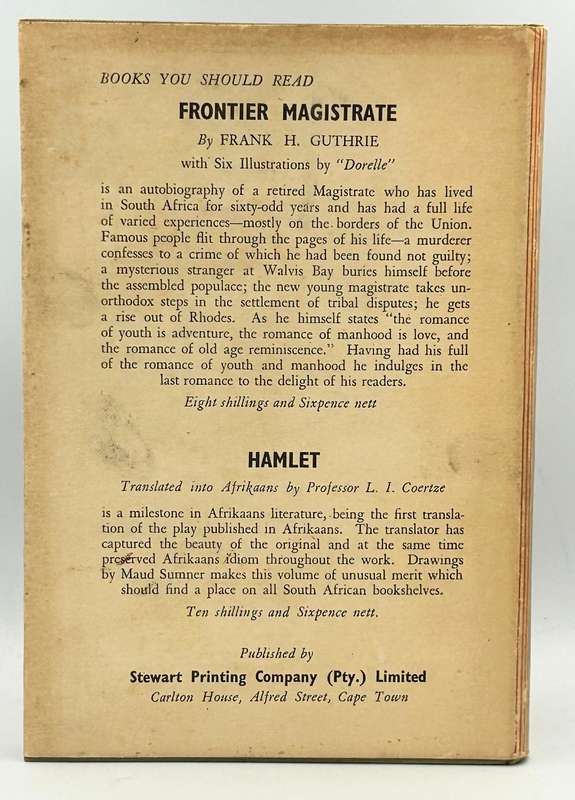 BOOKS YOU SHOULD READ
FRONTIER MAGISTRATE
By FRANK H. GUTHRIE
with Six Illustrations by "Dorelle"
is an autobiography of a retired Magistrate who has lived
in South Africa for sixty-odd years and has had a full life
of varied experiences—mostly on the borders of the Union.
Famous people flit through the pages of his life—a murderer
confesses to a crime of which he had been found not guilty;
a mysterious stranger at Walvis Bay buries himself before
the assembled populace; the new young magistrate takes un-
orthodox steps in the settlement of tribal disputes; he gets
a rise out of Rhodes. As he himself states "the romance
of youth is adventure, the romance of manhood is love, and
the romance of old age reminiscence." Having had his full
of the romance of youth and manhood he indulges in the
last romance to the delight of his readers.
Eight shillings and Sixpence nett
HAMLET
Translated into Afrikaans by Professor L. I. Coertze
is a milestone in Afrikaans literature, being the first transla-
tion of the play published in Afrikaans. The translator has
captured the beauty of the original and at the same time
preserved Afrikaans idiom throughout the work. Drawings
by Maud Sumner makes this volume of unusual merit which
should find a place on all South African bookshelves.
Ten shillings and Sixpence nett.
Published by
Stewart Printing Company (Pty.) Limited
Carlton House, Alfred Street, Cape Town